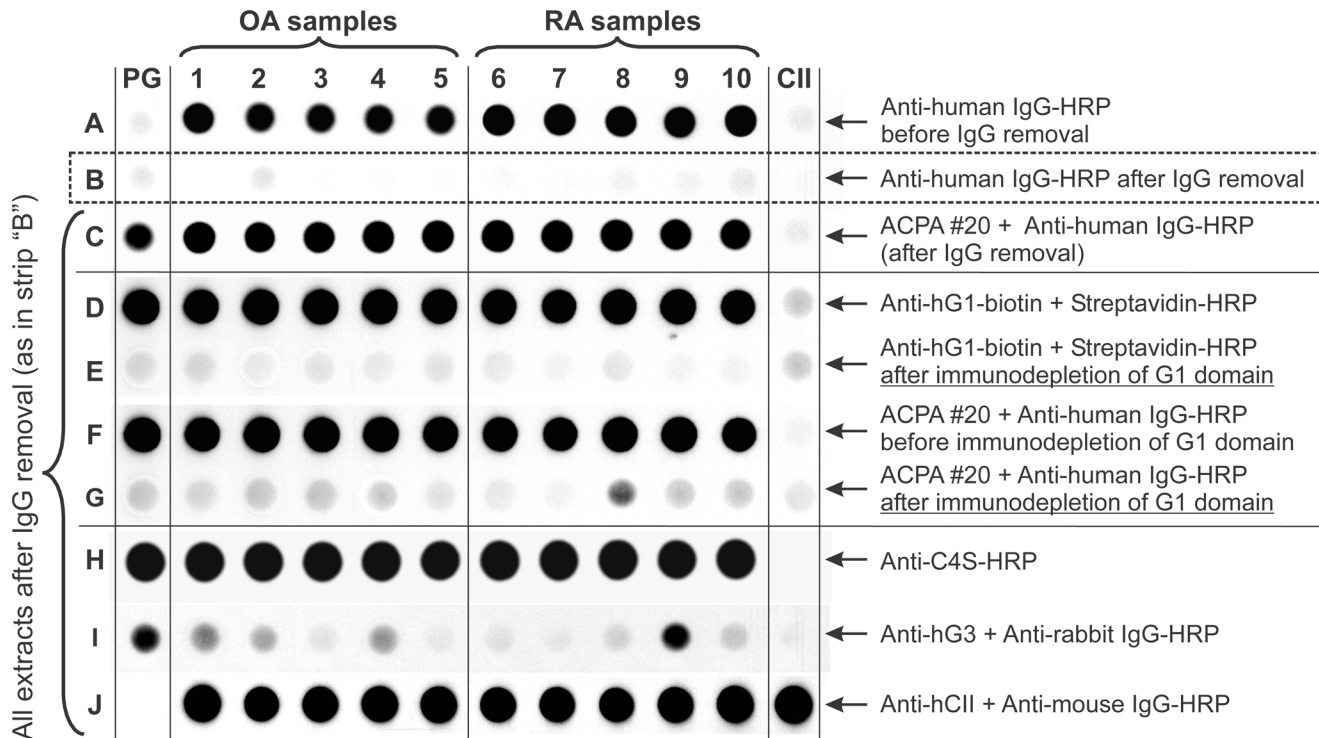 OA samples
RA samples
PG 1 2 3 4 5 6 7 8 9 10 CII
A
Anti-human IgG-HRP
before IgG removal
B
Anti-human IgG-HRP after IgG removal
C
ACPA #20 + Anti-human IgG-HRP
(after IgG removal)
D
Anti-hG1-biotin + Streptavidin-HRP
E
Anti-hG1-biotin + Streptavidin-HRP
after immunodepletion of G1 domain
F
ACPA #20 + Anti-human IgG-HRP
before immunodepletion of G1 domain
G
ACPA #20 + Anti-human IgG-HRP
after immunodepletion of G1 domain
H
Anti-C4S-HRP
I
Anti-hG3 + Anti-rabbit IgG-HRP
J
Anti-hCII + Anti-mouse IgG-HRP
All extracts after IgG removal (as in strip “B”)